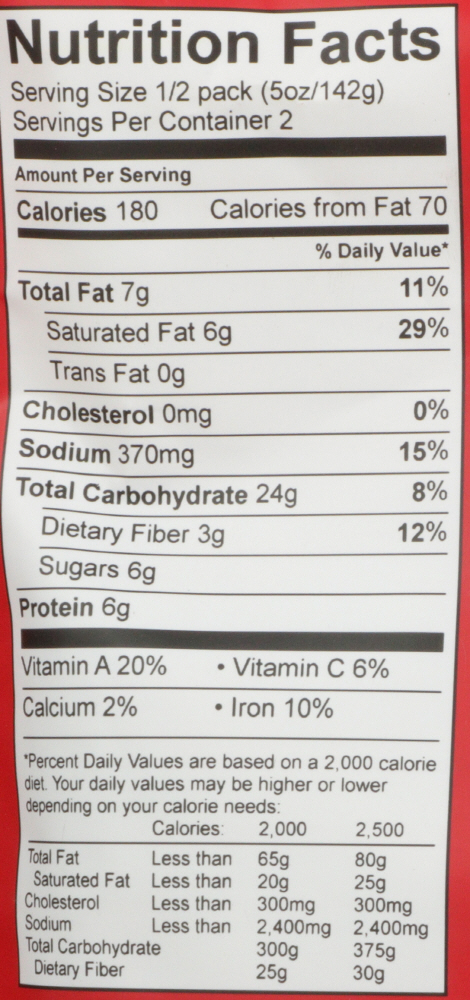 Nutrition Facts
Serving Size 1/2 pack (5oz/142g)
Servings Per Container 2
Amount Per Serving
Calories 180 Calories from Fat 70
% Daily Value*
Total Fat 7g 11%
Saturated Fat 6g 29%
Trans Fat 0g
Cholesterol 0mg 0%
Sodium 370mg 15%
Total Carbohydrate 24g 8%
Dietary Fiber 3g 12%
Sugars 6g
Protein 6g
Vitamin A 20% • Vitamin C 6%
Calcium 2% • Iron 10%
*Percent Daily Values are based on a 2,000 calorie
diet. Your daily values may be higher or lower
depending on your calorie needs:
Calories: 2,000 2,500
Total Fat Less than 65g 80g
Saturated Fat Less than 20g 25g
Cholesterol Less than 300mg 300mg
Sodium Less than 2,400mg 2,400mg
Total Carbohydrate 300g 375g
Dietary Fiber 25g 30g